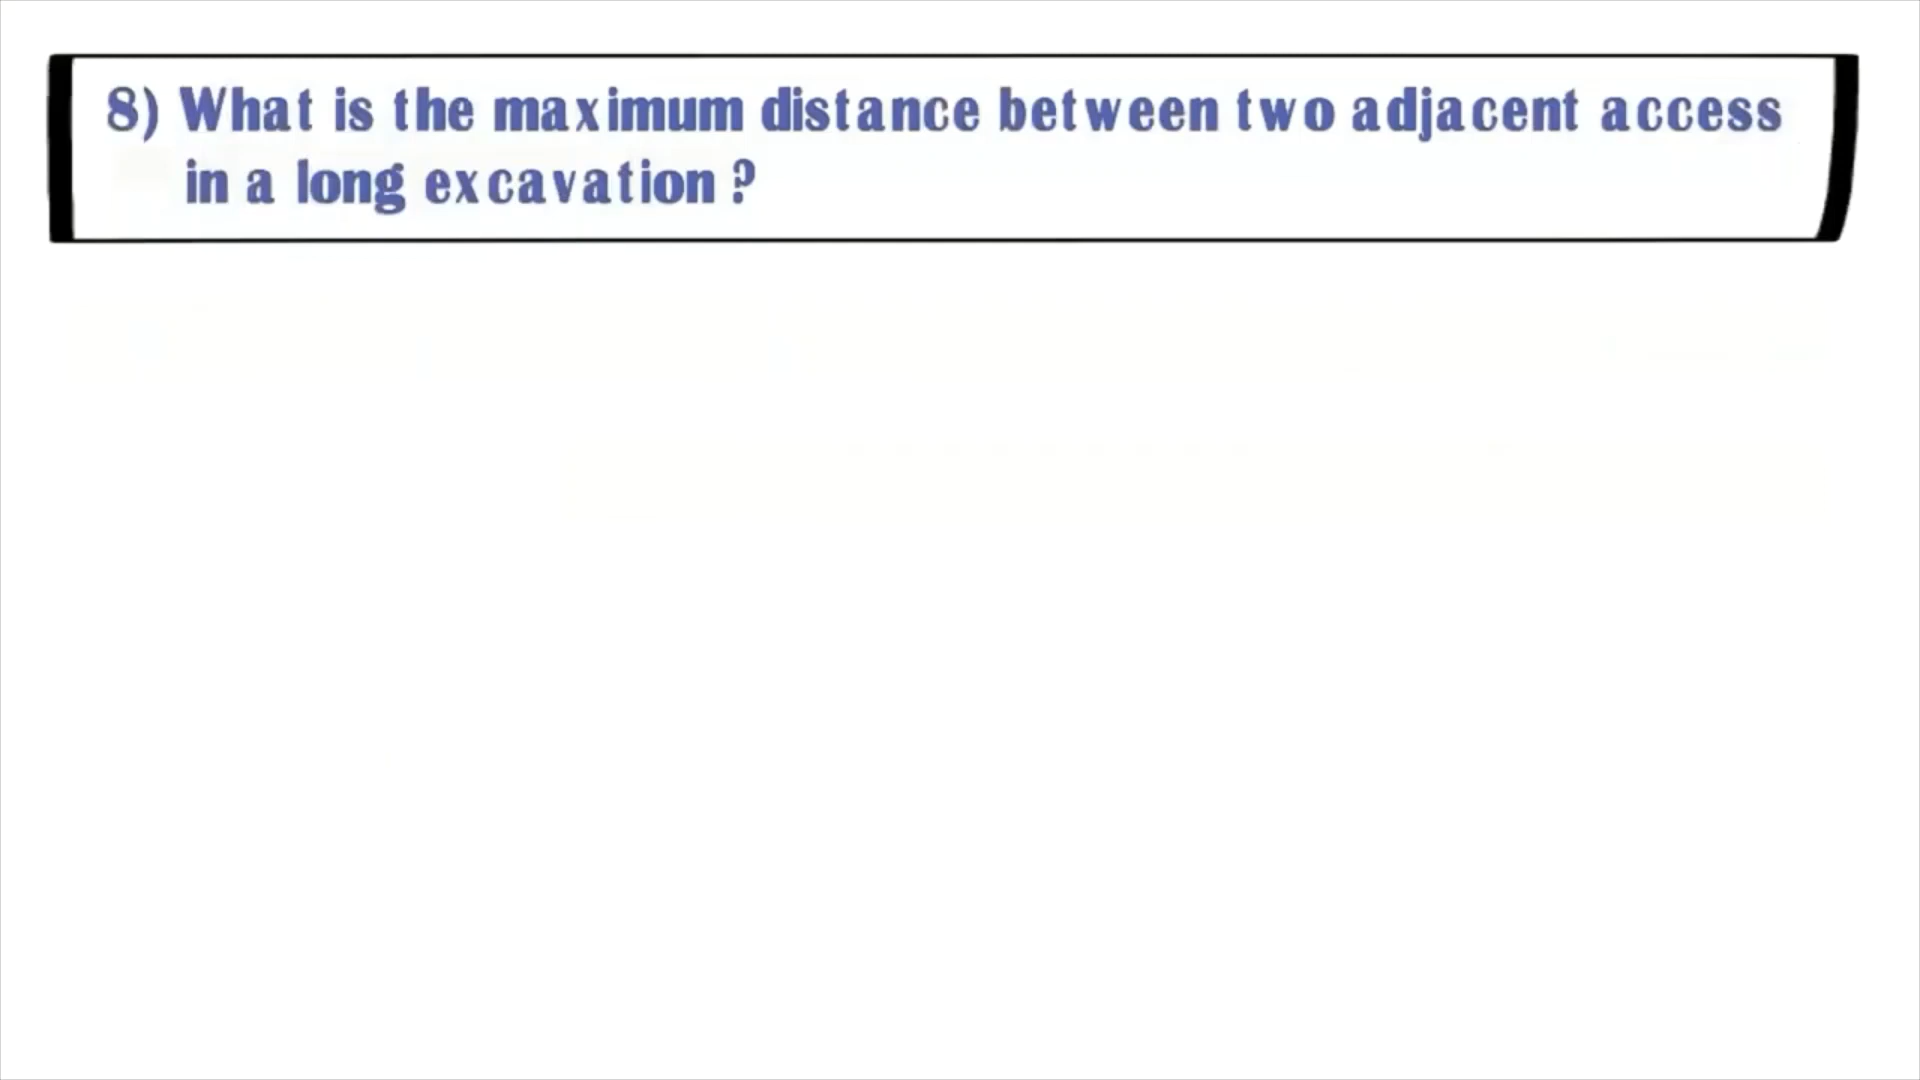 8) What is the maximum distance between two adjacent access
in a long excavation ?